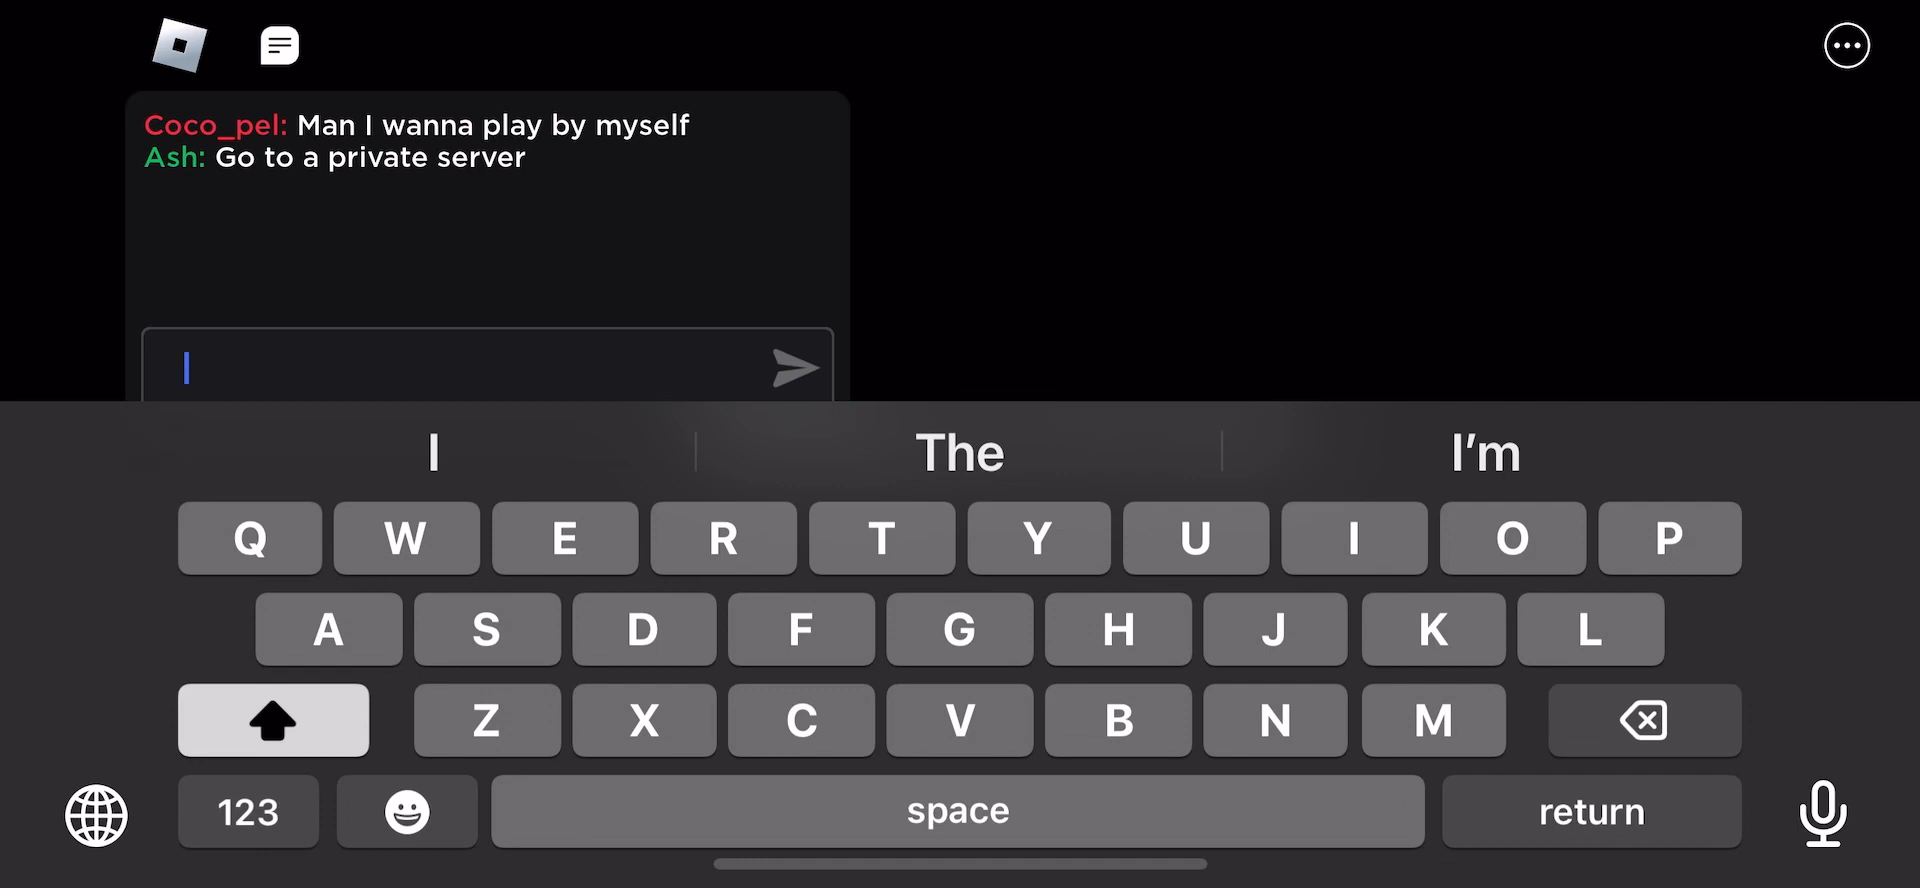 Coco_pel: Man I wanna play by myself
Ash: Go to a private server
I The I'm
Q W E R T Y U I O P
A S D F G H J K L
Z X C V B N M
123 space return